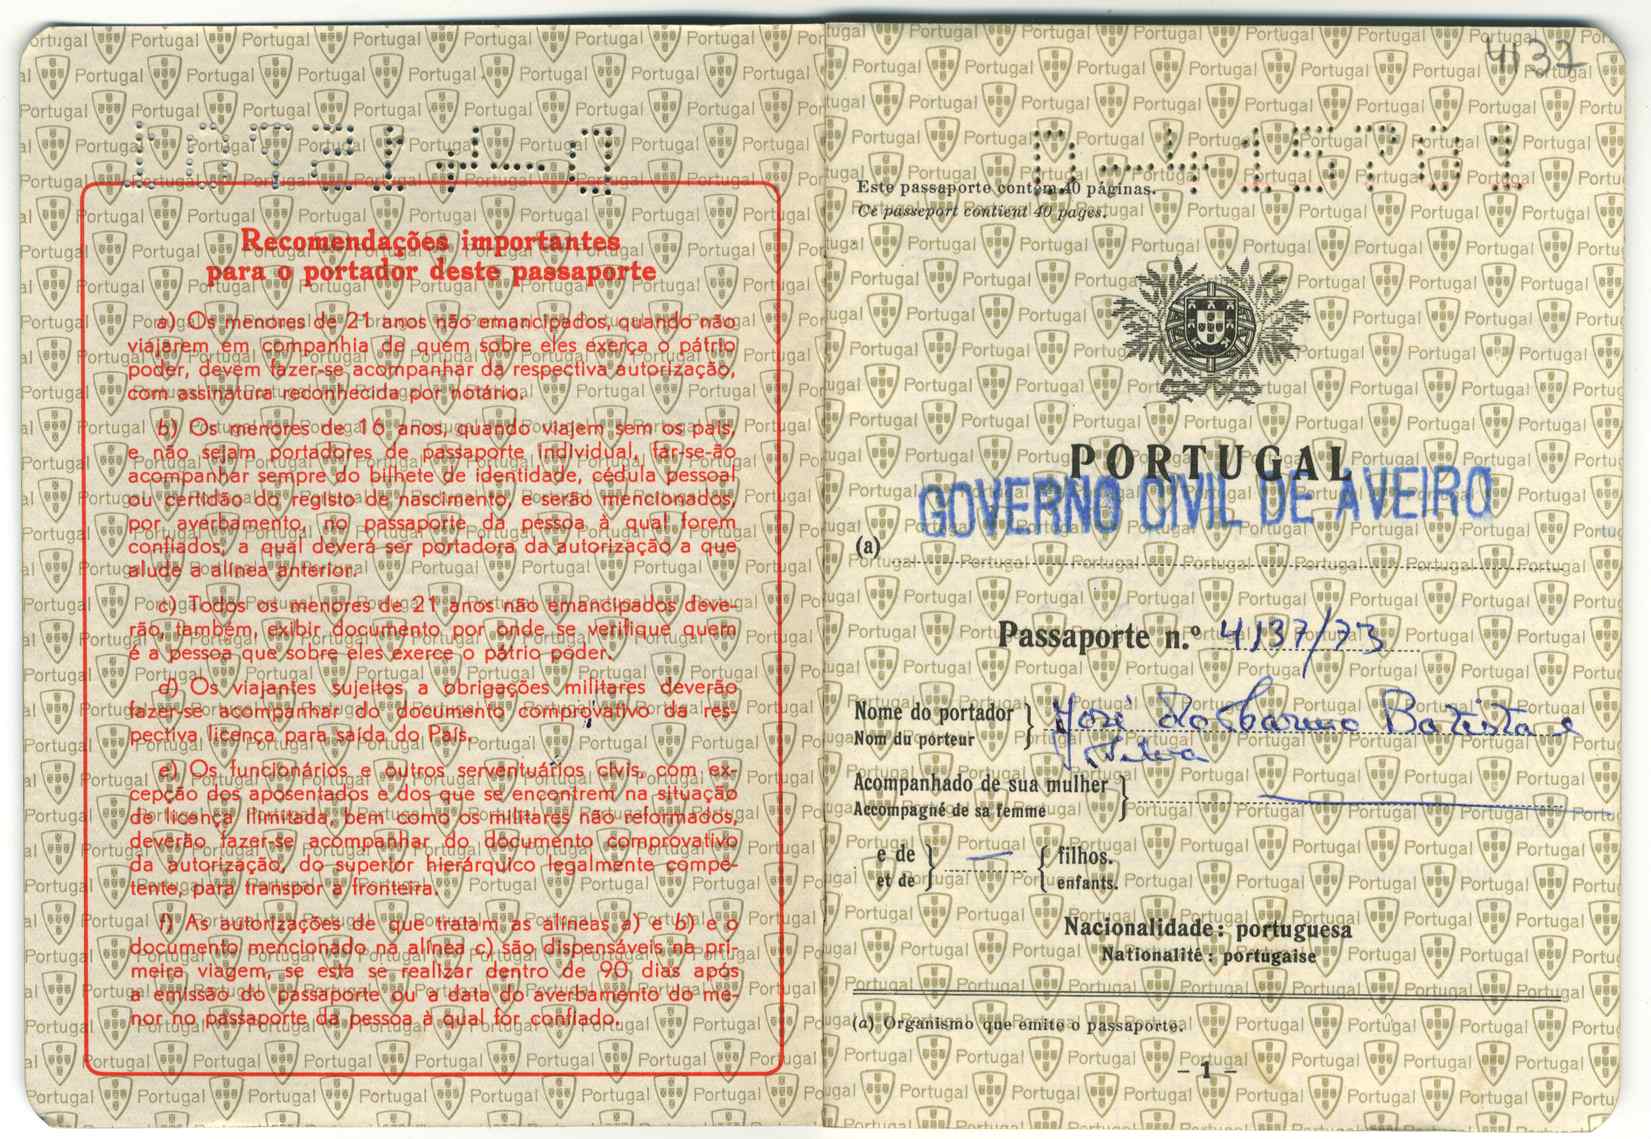 Recomendações importantes
para o portador deste passaporte
a) Os menores de 21 anos não emancipados, quando não
viajarem em companhia de quem sobre eles exerça o pátrio
poder, devem fazer-se acompanhar da respectiva autorização,
com assinatura reconhecida por notário.
b) Os menores de 16 anos, quando viajem sem os pais,
e não sejam portadores de passaporte individual, far-se-ão
acompanhar sempre do bilhete de identidade, cédula pessoal
ou certidão do registo de nascimento, e serão mencionados,
por averbamento, no passaporte da pessoa à qual forem
confiados, a qual deverá ser portadora da autorização a que
alude a alínea anterior.
c) Todos os menores de 21 anos não emancipados deve-
rão, também, exibir documento por onde se verifique quem
é a pessoa que sobre eles exerce o pátrio poder.
d) Os viajantes sujeitos a obrigações militares deverão
fazer-se acompanhar do documento comprovativo da res-
pectiva licença para saída do País.
e) Os funcionários e outros serventuários civis, com ex-
cepção dos aposentados e dos que se encontrem na situação
de licença ilimitada, bem como os militares não reformados,
deverão fazer-se acompanhar do documento comprovativo
da autorização, do superior hierárquico legalmente compe-
tente, para transpor a fronteira.
f) As autorizações de que tratam as alíneas a) e b) e o
documento mencionado na alínea c) são dispensáveis na pri-
meira viagem, se esta se realizar dentro de 90 dias após
a emissão do passaporte ou a data do averbamento do me-
nor no passaporte da pessoa à qual for confiado.
4137
Este passaporte contém 40 páginas.
Ce passeport contient 40 pages.
PORTUGAL
GOVERNO CIVIL DE AVEIRO
(a)
Passaporte n.º 4137/73
Nome do portador José Batista e
Nom du porteur Silva
Acompanhado de sua mulher
Accompagné de sa femme
e de filhos.
et de enfants.
Nacionalidade: portuguesa
Nationalité: portugaise
(a) Organismo que emite o passaporte.
– 1 –